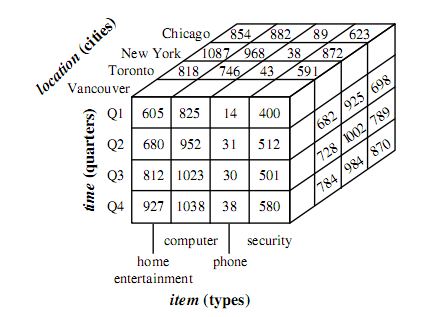 Chicago 854 882 89 623
New York 1087 968 38 872
Toronto 818 746 43 591
Vancouver
location (cities)
time (quarters)
Q1 605 825 14 400
Q2 680 952 31 512
Q3 812 1023 30 501
Q4 927 1038 38 580
682 925 698
728 1002 789
784 984 870
computer security
home phone
entertainment
item (types)